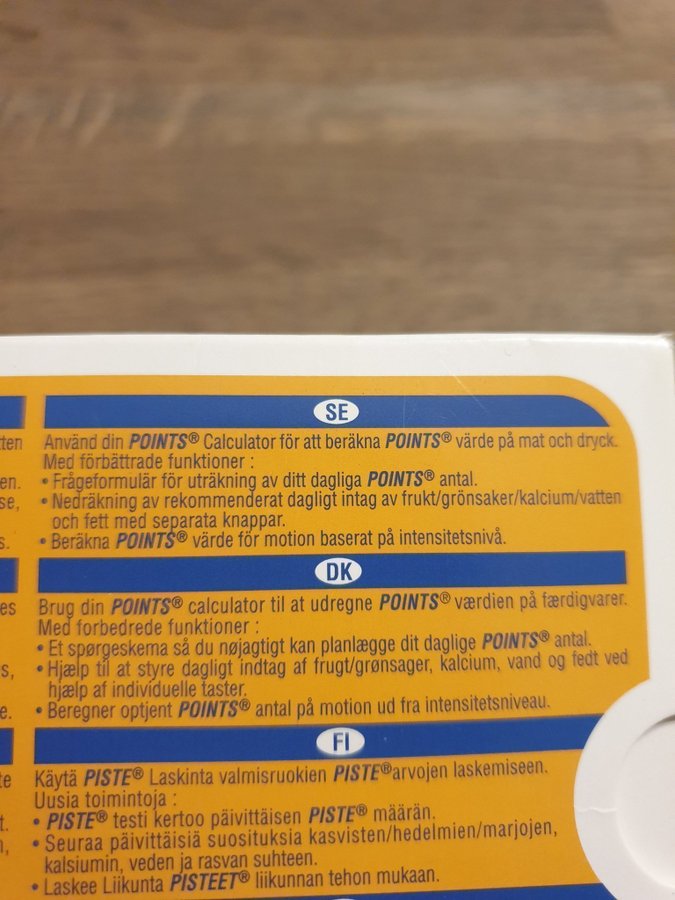 SE
tten
Använd din POINTS® Calculator för att beräkna POINTS® värde på mat och dryck.
Med förbättrade funktioner :
en.
• Frågeformulär för uträkning av ditt dagliga POINTS® antal.
se,
• Nedräkning av rekommenderat dagligt intag av frukt/grönsaker/kalcium/vatten
och fett med separata knappar.
s.
• Beräkna POINTS® värde för motion baserat på intensitetsnivå.
DK
es
Brug din POINTS® calculator til at udregne POINTS® værdien på færdigvarer.
Med forbedrede funktioner :
• Et spørgeskema så du nøjagtigt kan planlægge dit daglige POINTS® antal.
s,
• Hjælp til at styre dagligt indtag af frugt/grønsager, kalcium, vand og fedt ved
hjælp af individuelle taster.
e.
• Beregner optjent POINTS® antal på motion ud fra intensitetsniveau.
FI
te
Käytä PISTE® Laskinta valmisruokien PISTE®arvojen laskemiseen.
Uusia toimintoja :
t.
• PISTE® testi kertoo päivittäisen PISTE® määrän.
• Seuraa päivittäisiä suosituksia kasvisten/hedelmien/marjojen,
kalsiumin, veden ja rasvan suhteen.
• Laskee Liikunta PISTEET® liikunnan tehon mukaan.